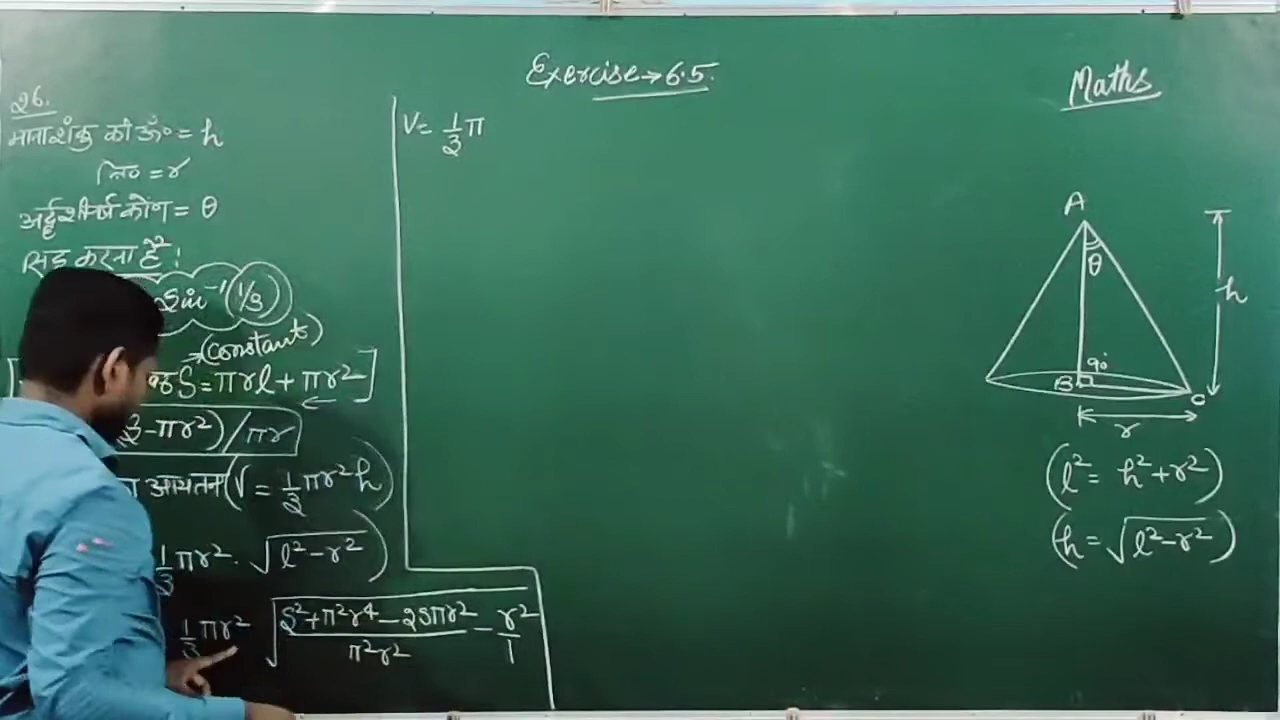 Exercise→6.5.
Maths
26.
माना शंकु की ऊँ० = h
त्रि० = r
अर्द्धशीर्ष कोण = θ
सिद्ध करना है :
Sin⁻¹(1/3)
→(constant)
S = πrl + πr²]
-πr²)/πr
आयतन (V = 1/3 πr²h)
1/3 πr² · √(l² - r²))
1/3 πr² √((S² + π²r⁴ - 2Sπr²)/(π²r²) - r²/1)
V = 1/3 π
A
θ
h
90°
B
C
r
(l² = h² + r²)
(h = √(l² - r²))